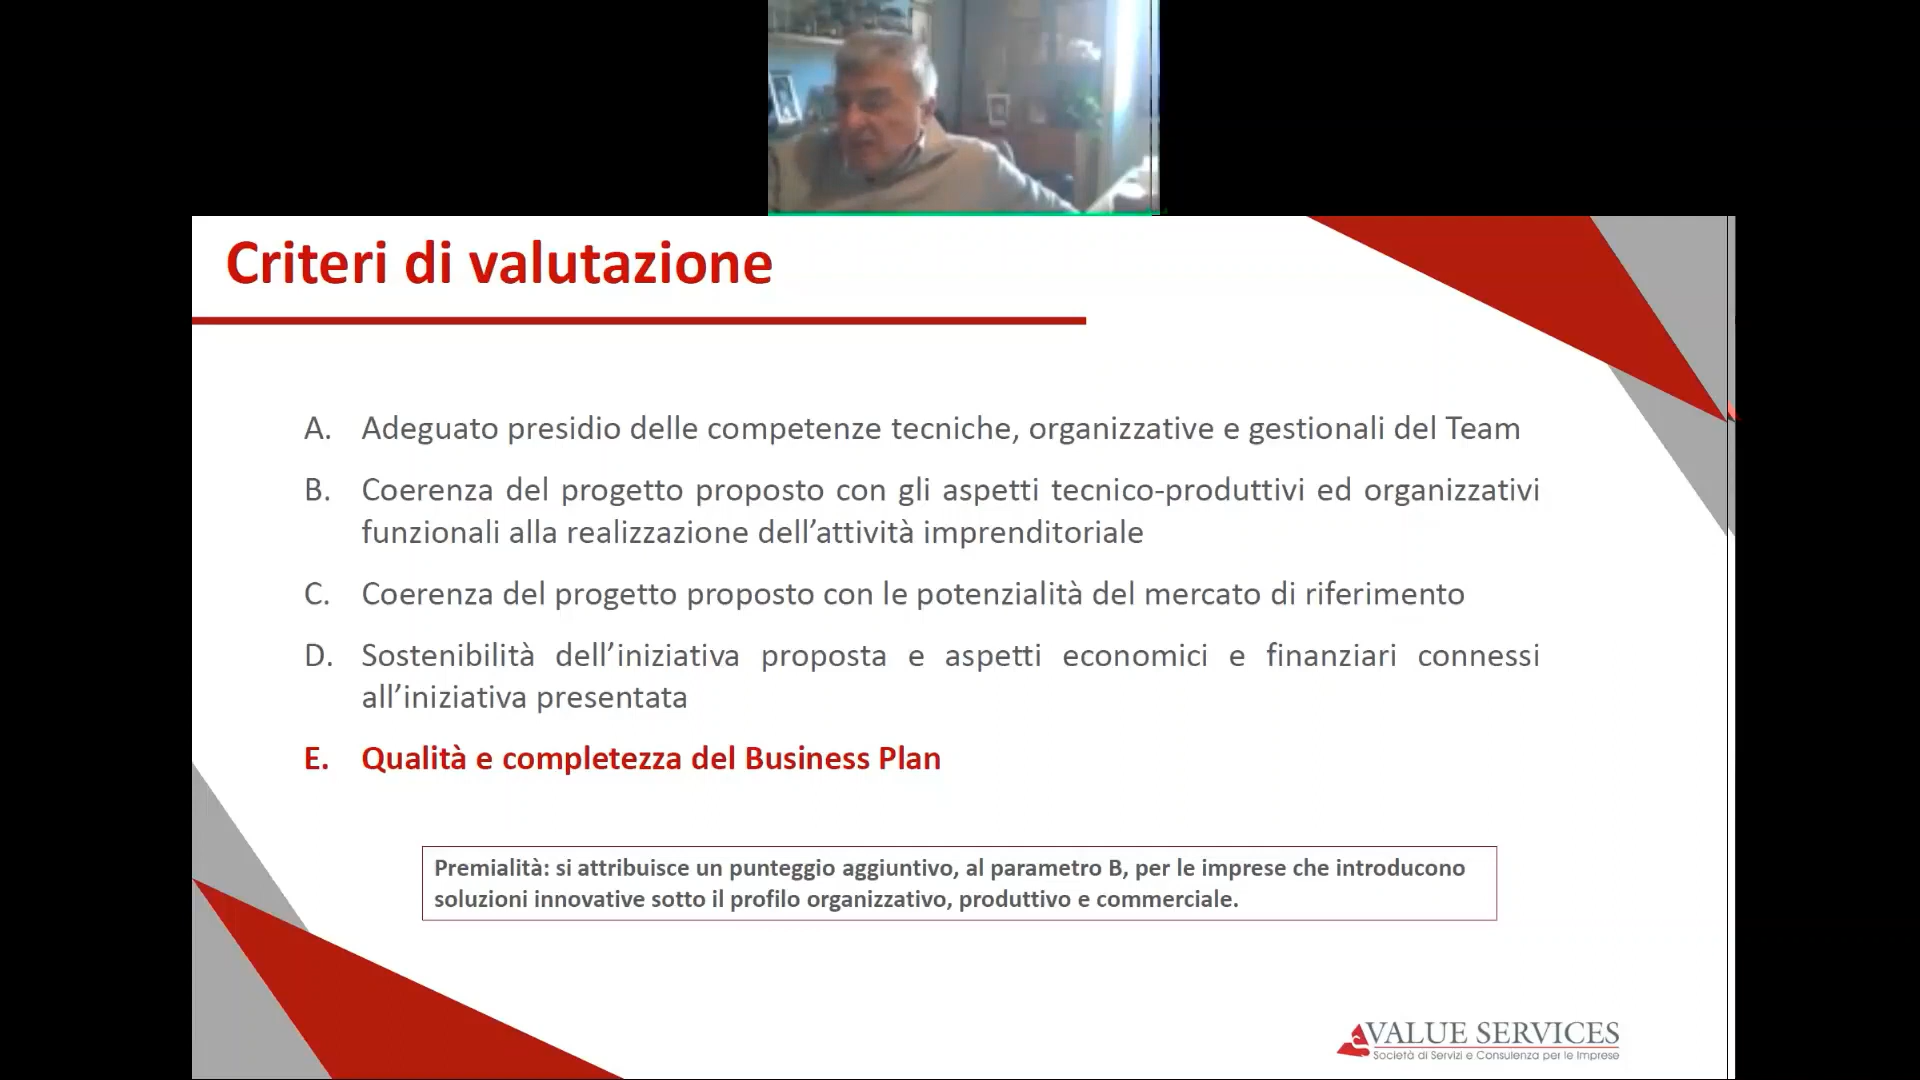 Criteri di valutazione
A. Adeguato presidio delle competenze tecniche, organizzative e gestionali del Team
B. Coerenza del progetto proposto con gli aspetti tecnico-produttivi ed organizzativi
funzionali alla realizzazione dell’attività imprenditoriale
C. Coerenza del progetto proposto con le potenzialità del mercato di riferimento
D. Sostenibilità dell’iniziativa proposta e aspetti economici e finanziari connessi
all’iniziativa presentata
E. Qualità e completezza del Business Plan
Premialità: si attribuisce un punteggio aggiuntivo, al parametro B, per le imprese che introducono
soluzioni innovative sotto il profilo organizzativo, produttivo e commerciale.
VALUE SERVICES
Società di Servizi e Consulenza per le Imprese